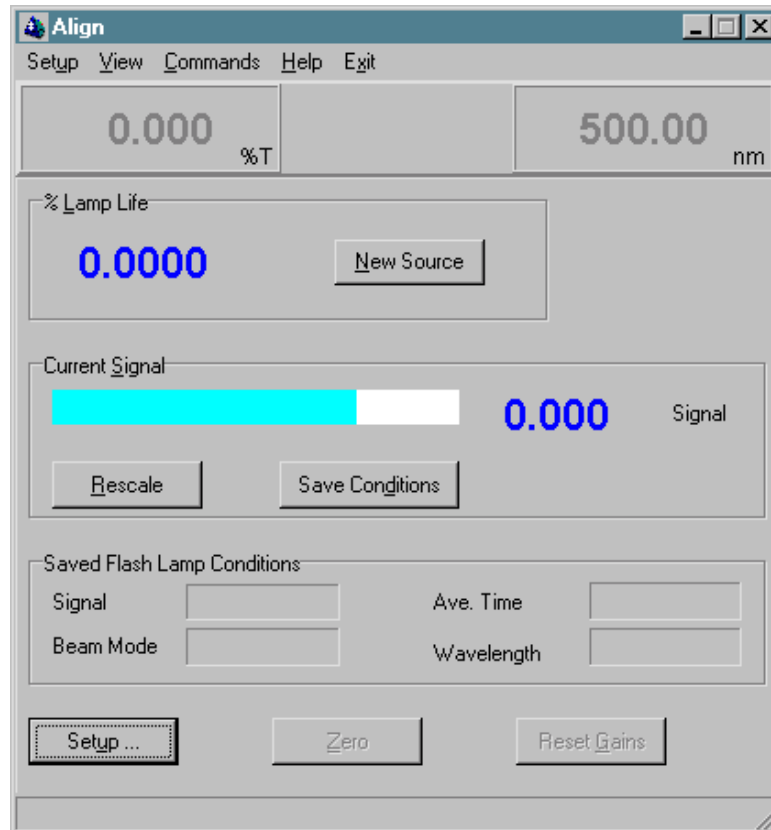 Align
Setup View Commands Help Exit
0.000 %T 500.00 nm
% Lamp Life
0.0000 New Source
Current Signal
0.000 Signal
Rescale Save Conditions
Saved Flash Lamp Conditions
Signal Ave. Time
Beam Mode Wavelength
Setup ... Zero Reset Gains